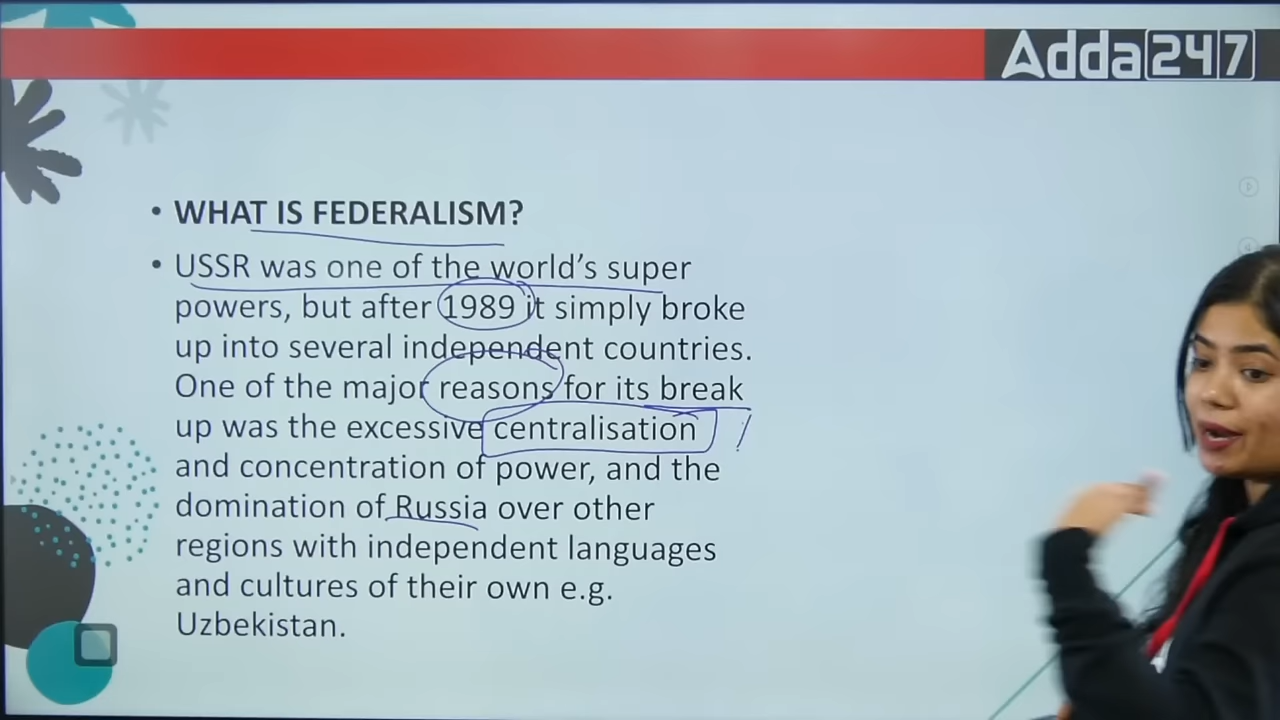 Adda 247
• WHAT IS FEDERALISM?
• USSR was one of the world's super
powers, but after 1989 it simply broke
up into several independent countries.
One of the major reasons for its break
up was the excessive centralisation
and concentration of power, and the
domination of Russia over other
regions with independent languages
and cultures of their own e.g.
Uzbekistan.